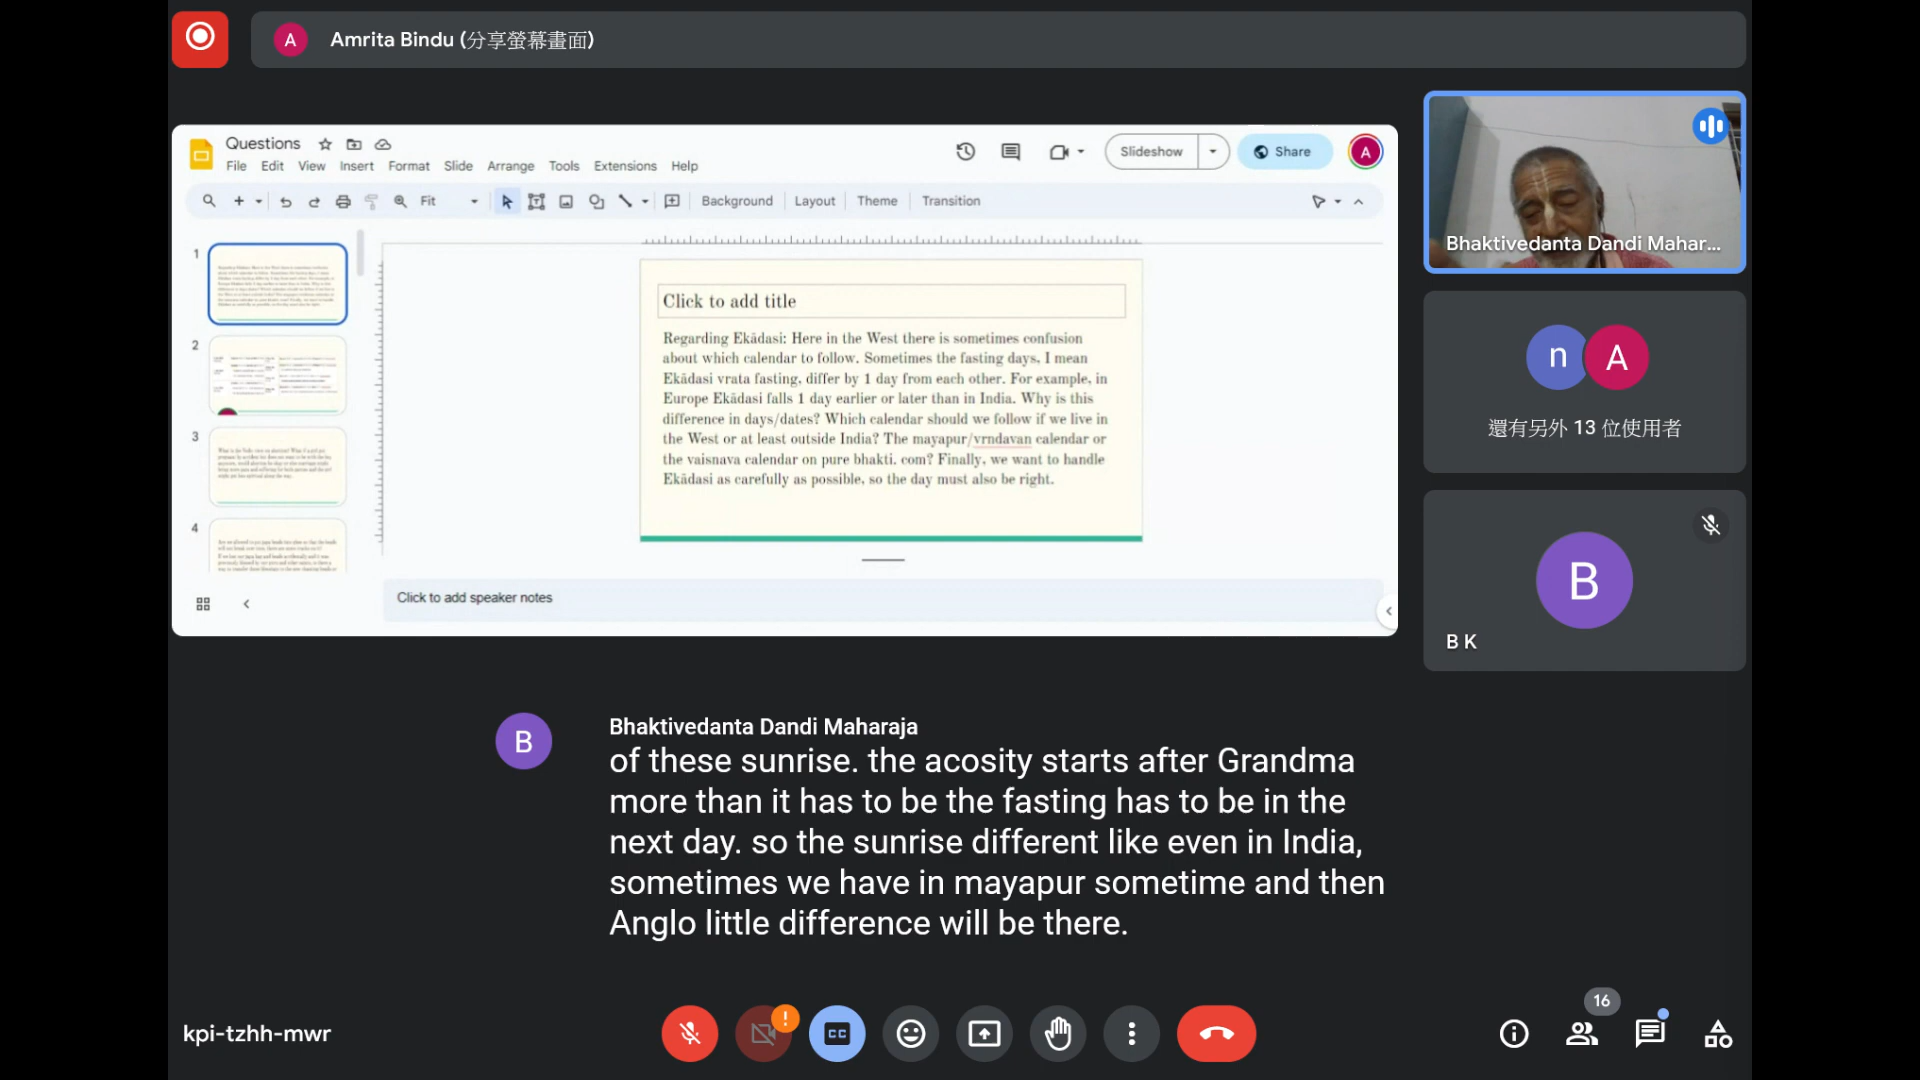 A
Amrita Bindu (分享螢幕畫面)
Questions
File Edit View Insert Format Slide Arrange Tools Extensions Help
Slideshow
Share
A
Fit
Background
Layout
Theme
Transition
1
2
3
4
Click to add title
Regarding Ekādasi: Here in the West there is sometimes confusion
about which calendar to follow. Sometimes the fasting days, I mean
Ekādasi vrata fasting, differ by 1 day from each other. For example, in
Europe Ekādasi falls 1 day earlier or later than in India. Why is this
difference in days/dates? Which calendar should we follow if we live in
the West or at least outside India? The mayapur/vrndavan calendar or
the vaisnava calendar on pure bhakti. com? Finally, we want to handle
Ekādasi as carefully as possible, so the day must also be right.
Click to add speaker notes
Bhaktivedanta Dandi Mahar...
n
A
還有另外 13 位使用者
B
B K
B
Bhaktivedanta Dandi Maharaja
of these sunrise. the acosity starts after Grandma
more than it has to be the fasting has to be in the
next day. so the sunrise different like even in India,
sometimes we have in mayapur sometime and then
Anglo little difference will be there.
kpi-tzhh-mwr
!
CC
16